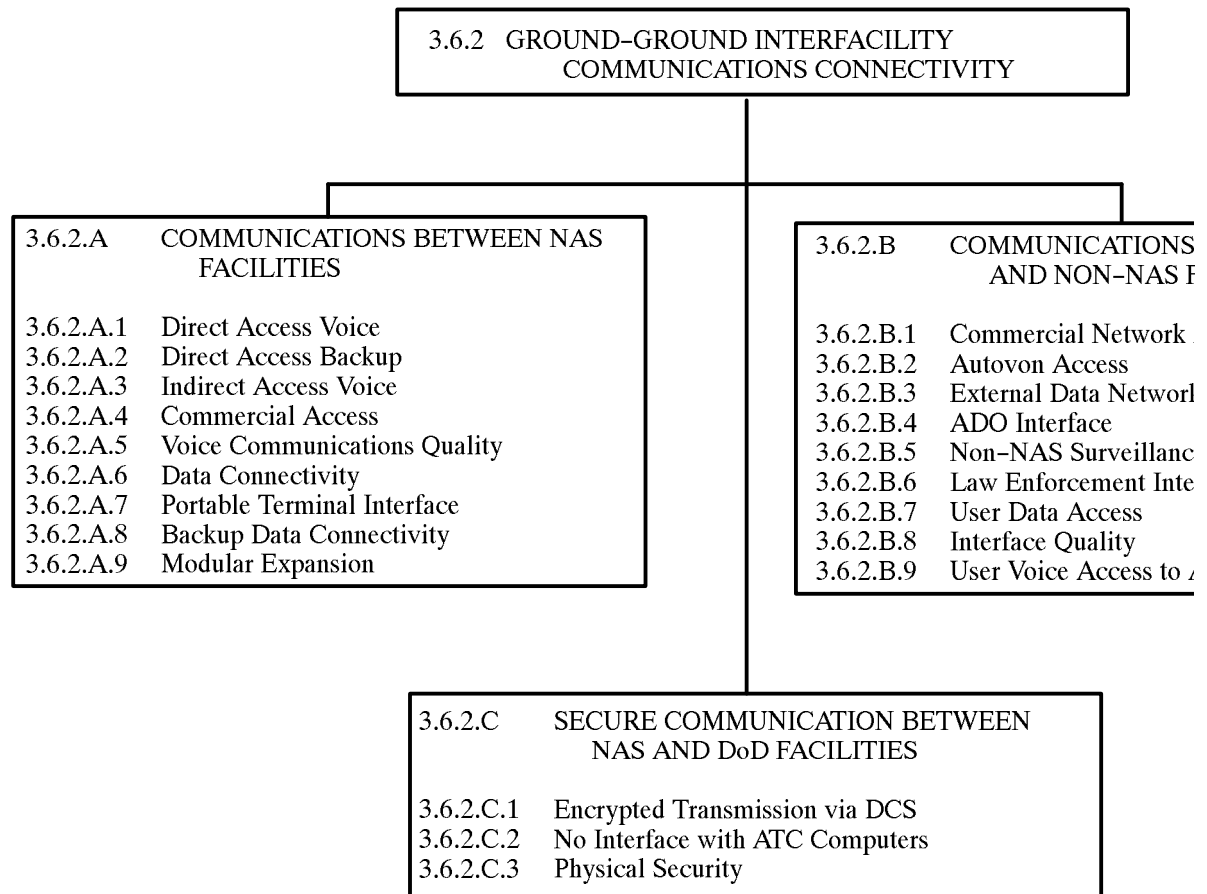 3.6.2 GROUND–GROUND INTERFACILITY
COMMUNICATIONS CONNECTIVITY
3.6.2.A COMMUNICATIONS BETWEEN NAS
FACILITIES
3.6.2.A.1 Direct Access Voice
3.6.2.A.2 Direct Access Backup
3.6.2.A.3 Indirect Access Voice
3.6.2.A.4 Commercial Access
3.6.2.A.5 Voice Communications Quality
3.6.2.A.6 Data Connectivity
3.6.2.A.7 Portable Terminal Interface
3.6.2.A.8 Backup Data Connectivity
3.6.2.A.9 Modular Expansion
3.6.2.B COMMUNICATIONS
AND NON–NAS
3.6.2.B.1 Commercial Network
3.6.2.B.2 Autovon Access
3.6.2.B.3 External Data Network
3.6.2.B.4 ADO Interface
3.6.2.B.5 Non–NAS Surveillanc
3.6.2.B.6 Law Enforcement Inte
3.6.2.B.7 User Data Access
3.6.2.B.8 Interface Quality
3.6.2.B.9 User Voice Access to
3.6.2.C SECURE COMMUNICATION BETWEEN
NAS AND DoD FACILITIES
3.6.2.C.1 Encrypted Transmission via DCS
3.6.2.C.2 No Interface with ATC Computers
3.6.2.C.3 Physical Security